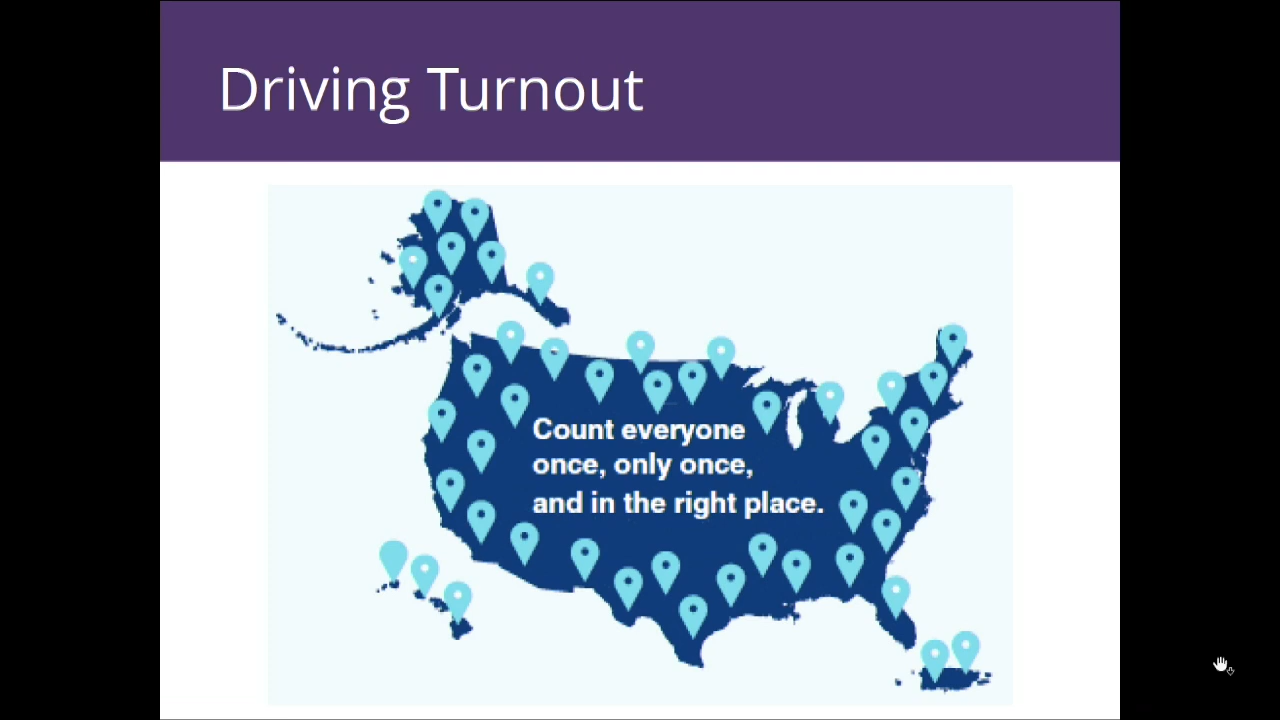 Driving Turnout
Count everyone
once, only once,
and in the right place.